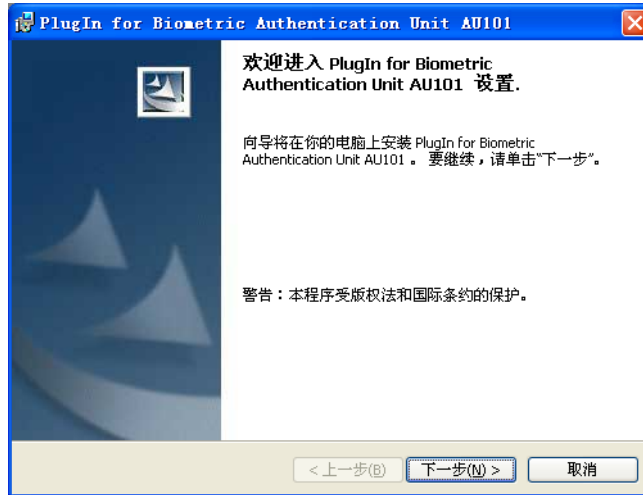 PlugIn for Biometric Authentication Unit AU101
欢迎进入 PlugIn for Biometric
Authentication Unit AU101 设置.
向导将在你的电脑上安装 PlugIn for Biometric
Authentication Unit AU101 。 要继续，请单击“下一步”。
警告：本程序受版权法和国际条约的保护。
<上一步(B) 下一步(N) > 取消